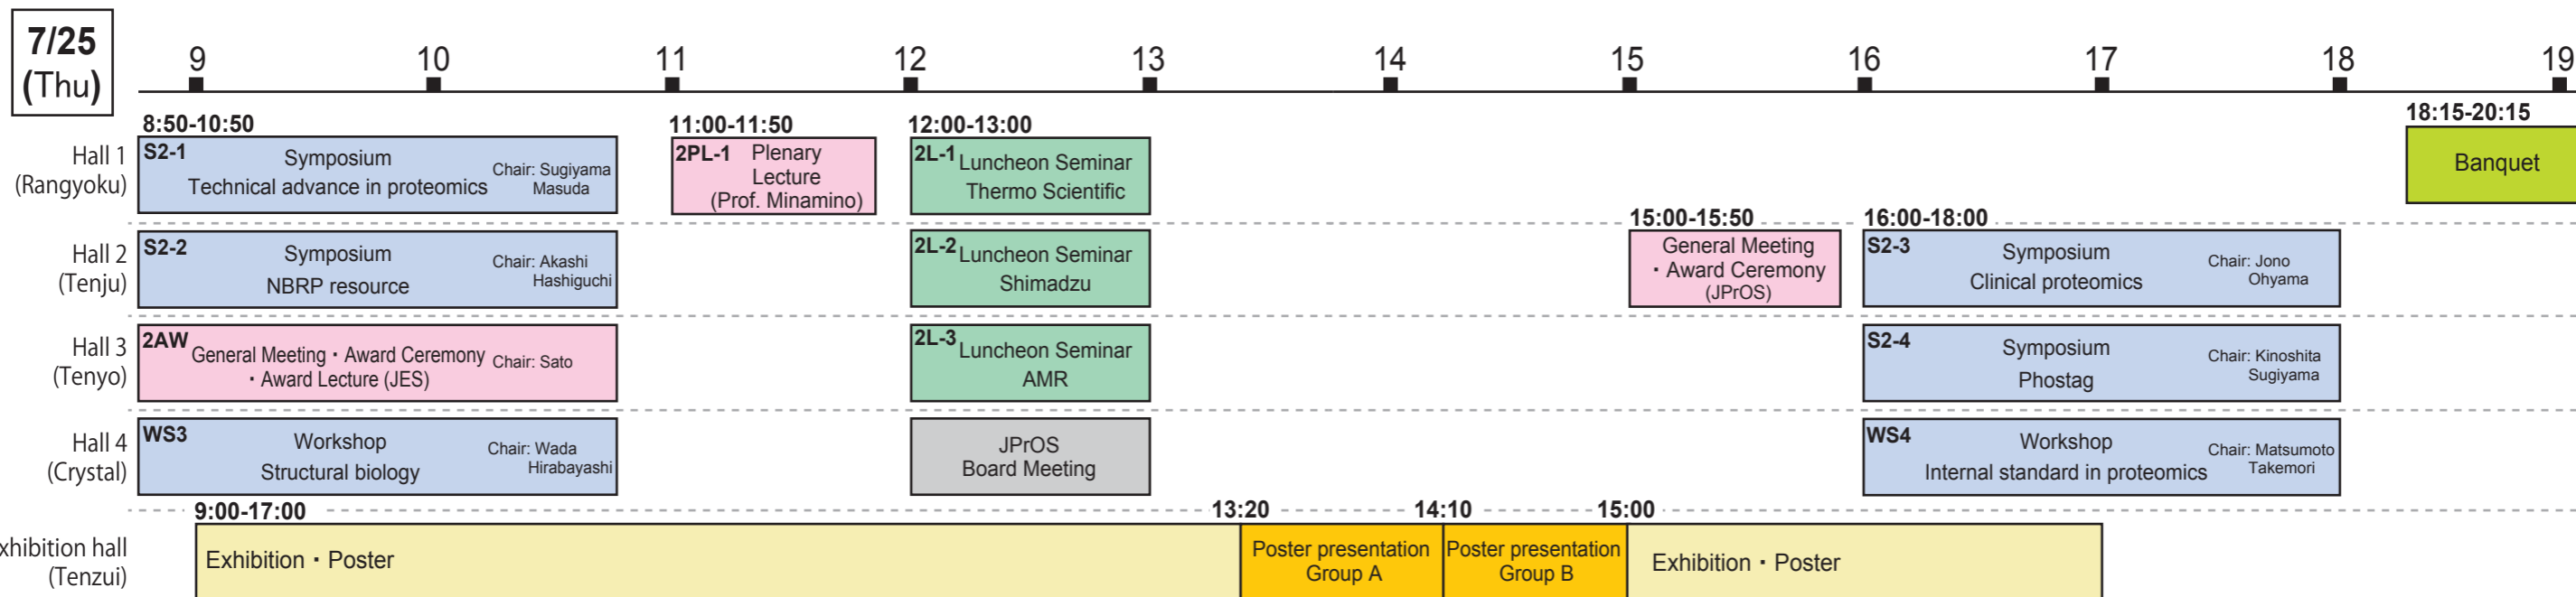 7/25
(Thu)
9 10 11 12 13 14 15 16 17 18 19
8:50-10:50
11:00-11:50
12:00-13:00
18:15-20:15
Hall 1
(Rangyoku)
S2-1 Symposium
Technical advance in proteomics
Chair: Sugiyama
Masuda
2PL-1 Plenary
Lecture
(Prof. Minamino)
2L-1 Luncheon Seminar
Thermo Scientific
Banquet
15:00-15:50
16:00-18:00
Hall 2
(Tenju)
S2-2 Symposium
NBRP resource
Chair: Akashi
Hashiguchi
2L-2 Luncheon Seminar
Shimadzu
General Meeting
・Award Ceremony
(JPrOS)
S2-3 Symposium
Clinical proteomics
Chair: Jono
Ohyama
Hall 3
(Tenyo)
2AW General Meeting・Award Ceremony
・Award Lecture (JES)
Chair: Sato
2L-3 Luncheon Seminar
AMR
S2-4 Symposium
Phostag
Chair: Kinoshita
Sugiyama
Hall 4
(Crystal)
WS3 Workshop
Structural biology
Chair: Wada
Hirabayashi
JPrOS
Board Meeting
WS4 Workshop
Internal standard in proteomics
Chair: Matsumoto
Takemori
9:00-17:00
13:20
14:10
15:00
xhibition hall
(Tenzui)
Exhibition・Poster
Poster presentation
Group A
Poster presentation
Group B
Exhibition・Poster